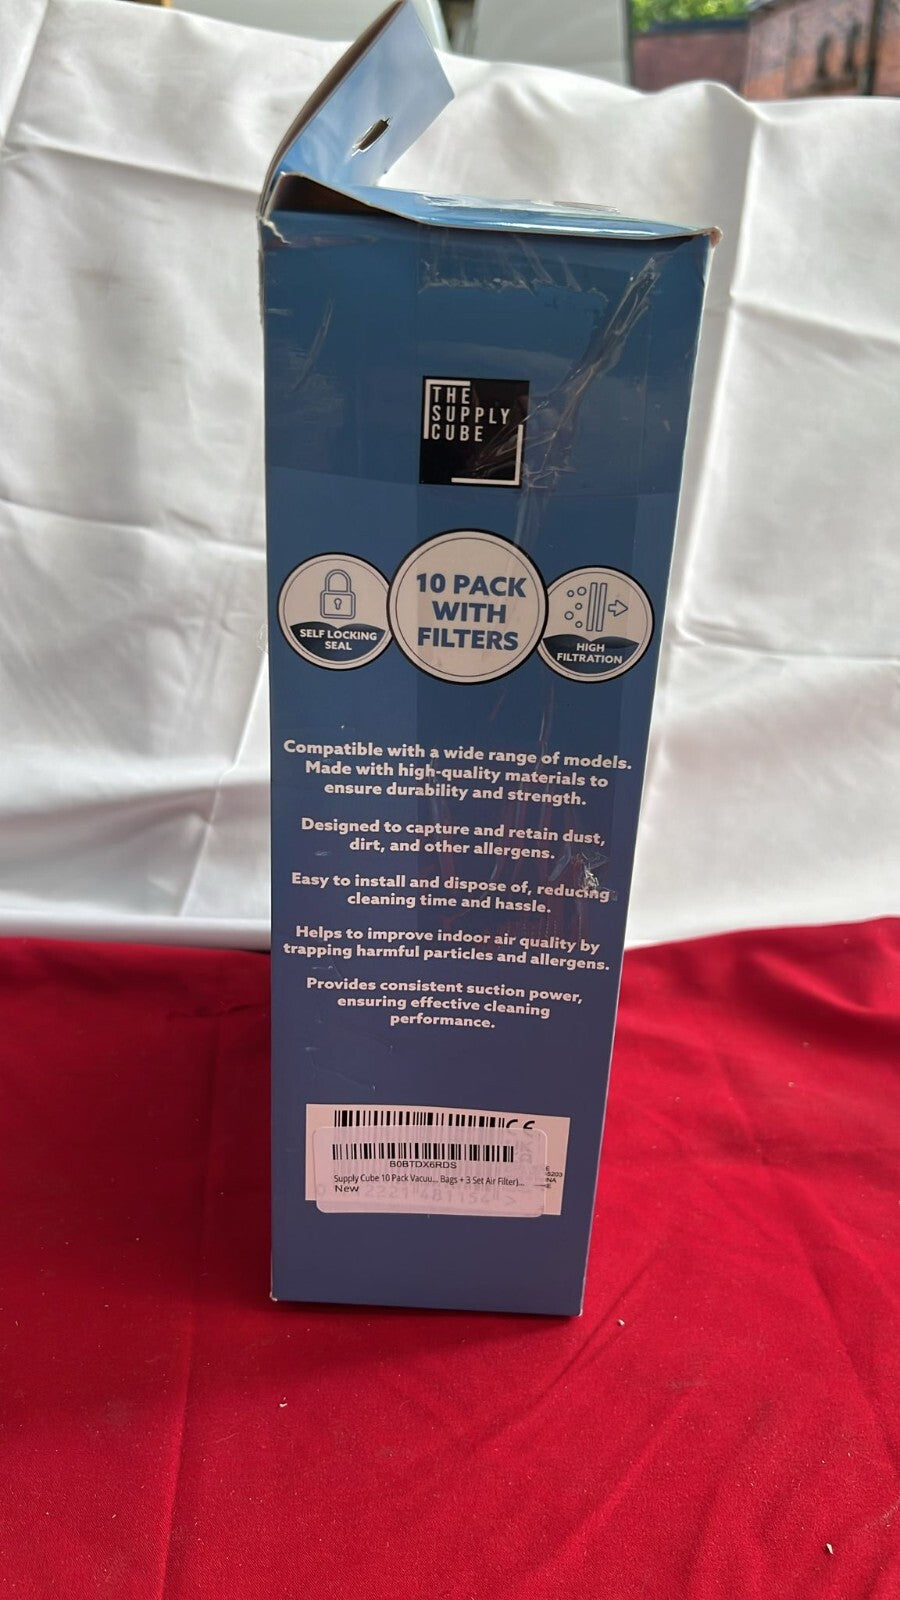 THE
SUPPLY
CUBE
10 PACK
WITH
FILTERS
SELF LOCKING
SEAL
HIGH
FILTRATION
Compatible with a wide range of models.
Made with high-quality materials to
ensure durability and strength.
Designed to capture and retain dust,
dirt, and other allergens.
Easy to install and dispose of, reducing
cleaning time and hassle.
Helps to improve indoor air quality by
trapping harmful particles and allergens.
Provides consistent suction power,
ensuring effective cleaning
performance.
CE
B0BTDX6RDS
Supply Cube 10 Pack Vacuu... Bags + 3 Set Air Filter)...
New